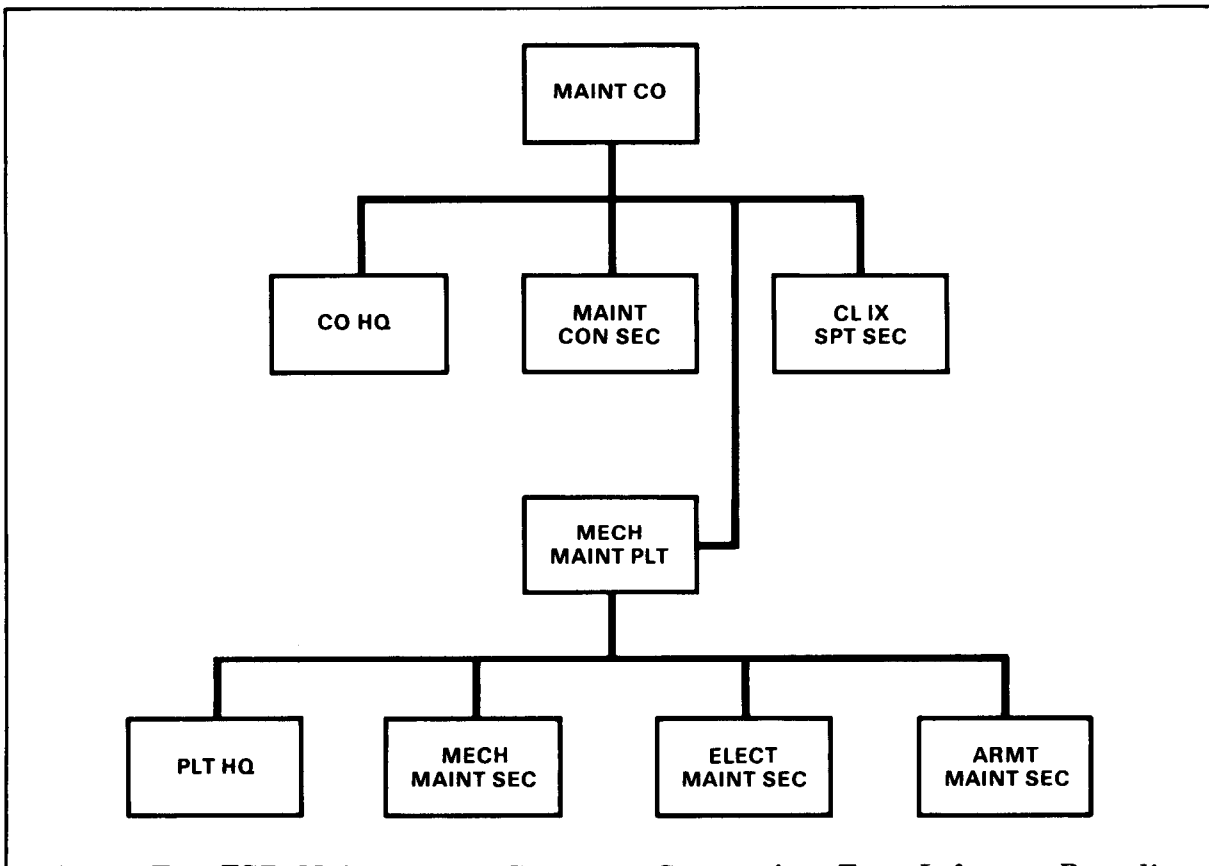 MAINT CO
CO HQ
MAINT
CON SEC
CL IX
SPT SEC
MECH
MAINT PLT
PLT HQ
MECH
MAINT SEC
ELECT
MAINT SEC
ARMT
MAINT SEC